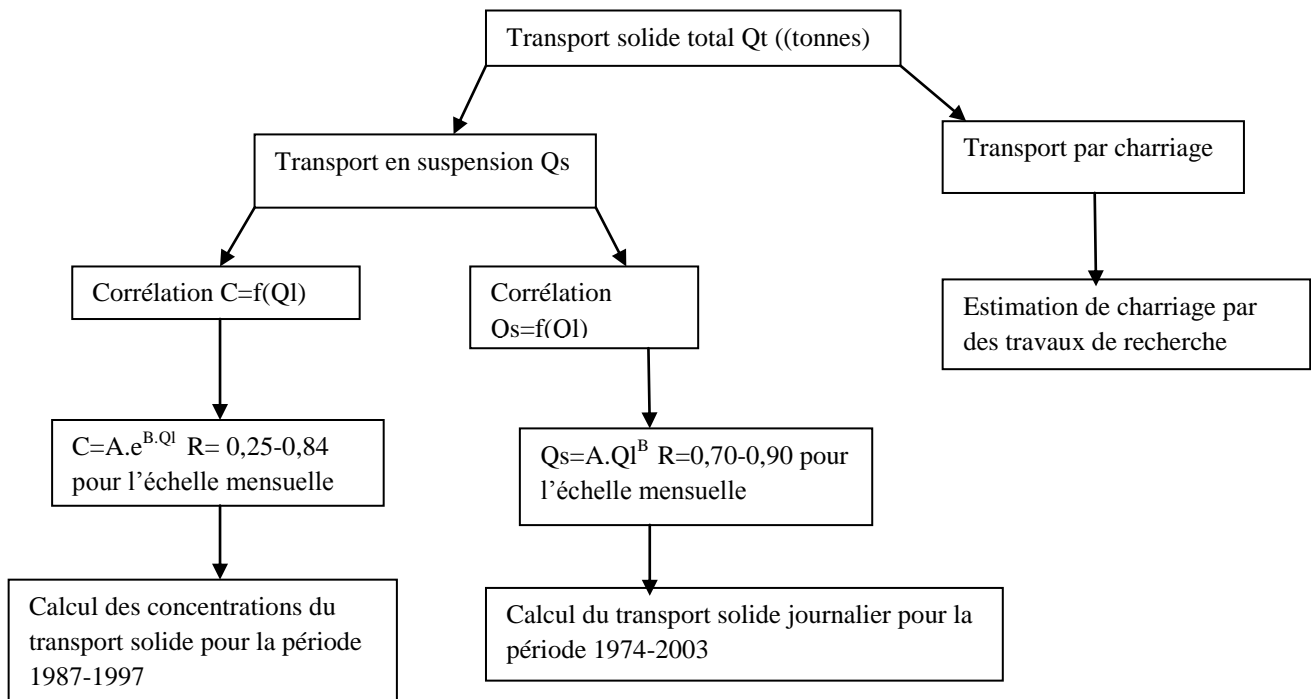 Transport solide total Qt ((tonnes)
Transport en suspension Qs
Transport par charriage
Corrélation C=f(Ql)
Corrélation
Qs=f(Ql)
Estimation de charriage par
des travaux de recherche
C=A.e^{B.Ql} R= 0,25-0,84
pour l’échelle mensuelle
Qs=A.Ql^{B} R=0,70-0,90 pour
l’échelle mensuelle
Calcul des concentrations du
transport solide pour la période
1987-1997
Calcul du transport solide journalier pour la
période 1974-2003